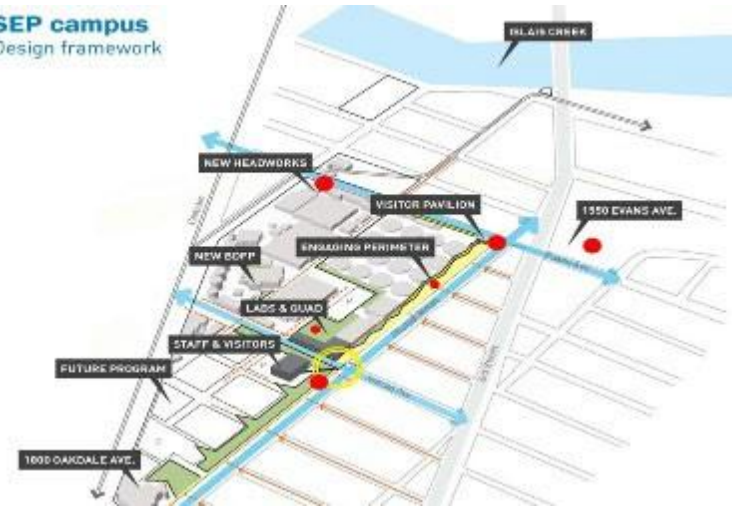 SEP campus
Design framework
ISLAIS CREEK
NEW HEADWORKS
VISITOR PAVILION
1550 EVANS AVE.
ENGAGING PERIMETER
NEW BDFP
LABS & QUAD
STAFF & VISITORS
FUTURE PROGRAM
1800 OAKDALE AVE.